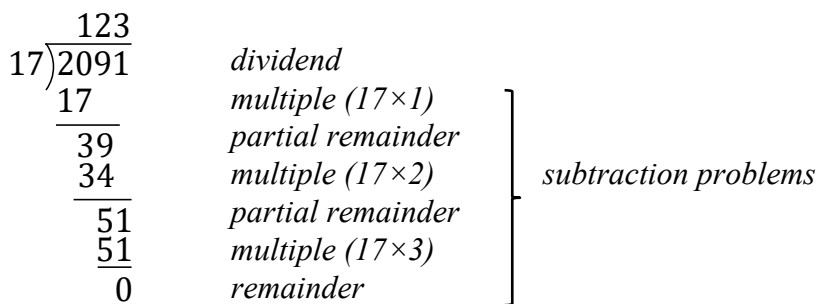 123
17)2091 dividend
17 multiple (17×1)
39 partial remainder
34 multiple (17×2) subtraction problems
51 partial remainder
51 multiple (17×3)
0 remainder